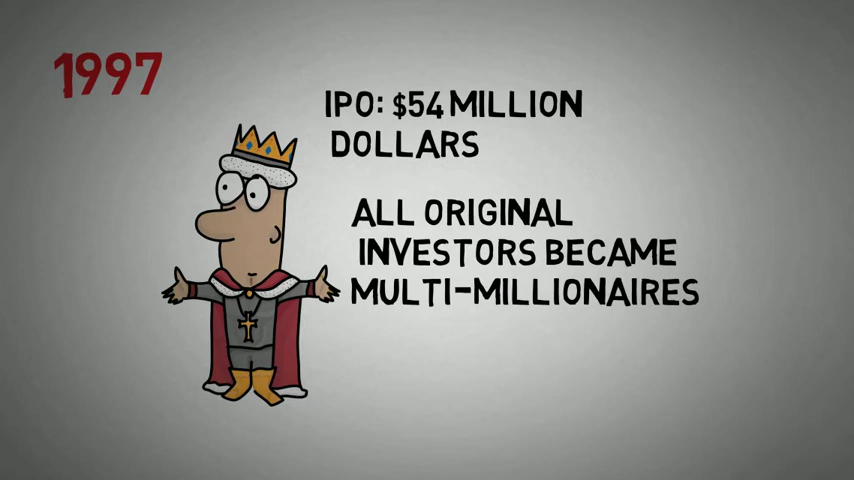 1997
IPO: $54 MILLION
DOLLARS
ALL ORIGINAL
INVESTORS BECAME
MULTI-MILLIONAIRES